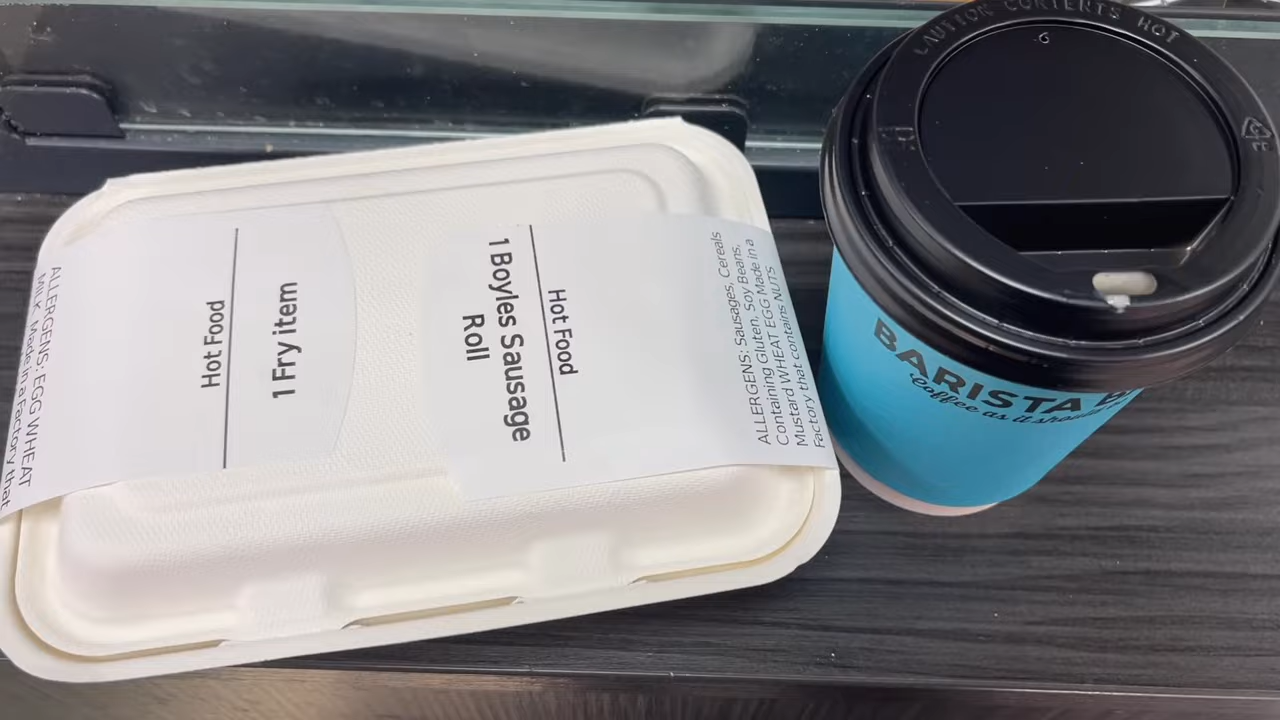 Hot Food
1 Fry item
ALLERGENS: EGG WHEAT
MILK Made in a Factory that
Hot Food
1 Boyles Sausage
Roll
ALLERGENS: Sausages, Cereals
Containing Gluten, Soy Beans,
Mustard WHEAT EGG Made in a
Factory that contains NUTS
CAUTION CONTENTS HOT
6
BARISTA
Coffee as it should